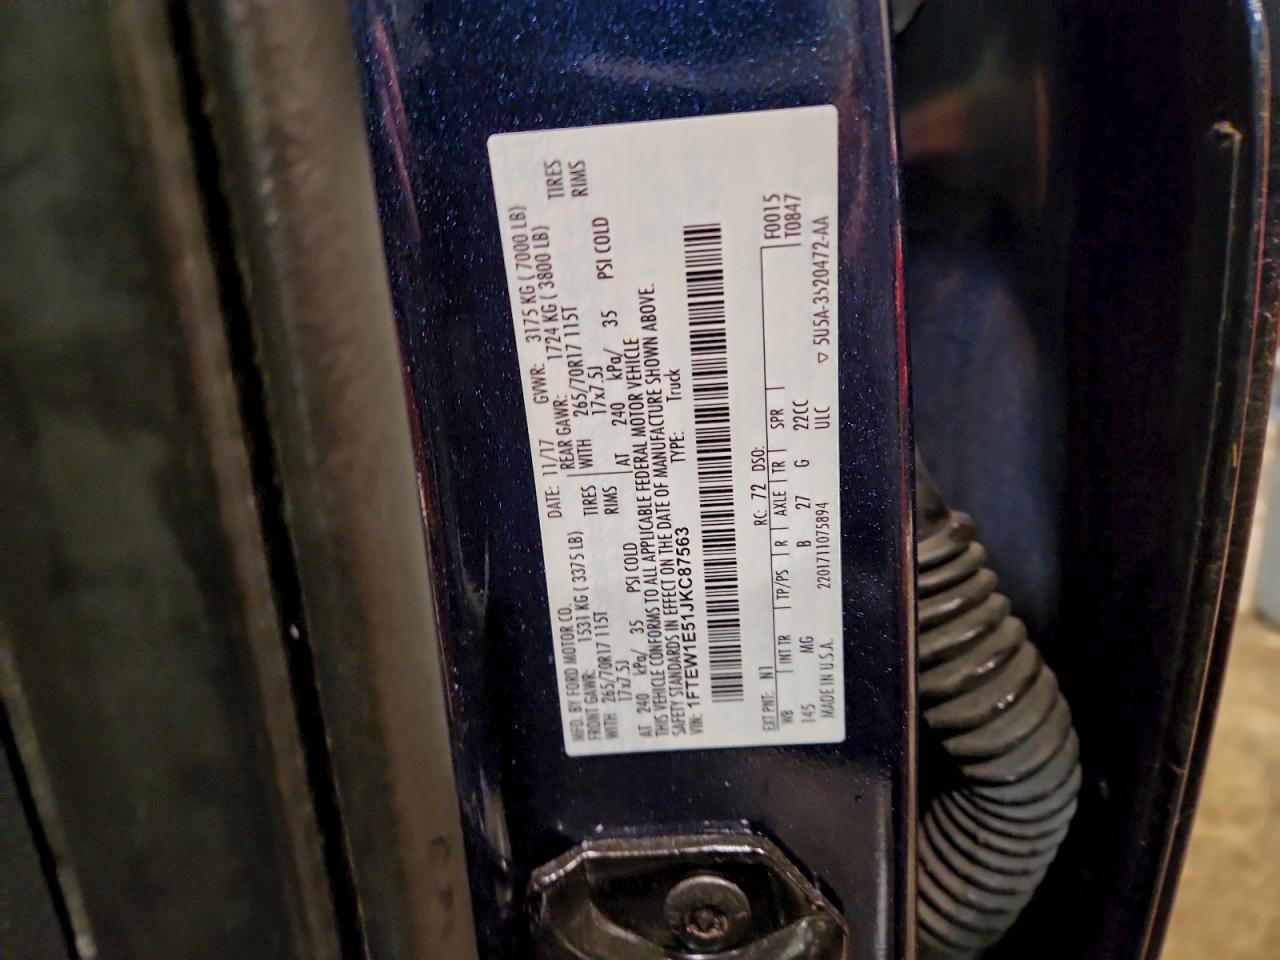 MFD. BY FORD MOTOR CO.
DATE: 11/17 GVWR: 3175 KG ( 7000 LB)
FRONT GAWR: 1531 KG ( 3375 LB) REAR GAWR: 1724 KG ( 3800 LB)
WITH 265/70R17 115T TIRES WITH 265/70R17 115T TIRES
17x7.5J RIMS 17x7.5J RIMS
AT 240 kPa/ 35 PSI COLD AT 240 kPa/ 35 PSI COLD
THIS VEHICLE CONFORMS TO ALL APPLICABLE FEDERAL MOTOR VEHICLE
SAFETY STANDARDS IN EFFECT ON THE DATE OF MANUFACTURE SHOWN ABOVE.
VIN: 1FTEW1E51JKC87563 TYPE: Truck
EXT PNT: N1 RC: 72 DSO: F0015
WB INT TR TP/PS R AXLE TR SPR T0847
145 MG B 27 G 22CC
MADE IN U.S.A. 2201711075894 ULC ▽ 5U5A-3520472-AA